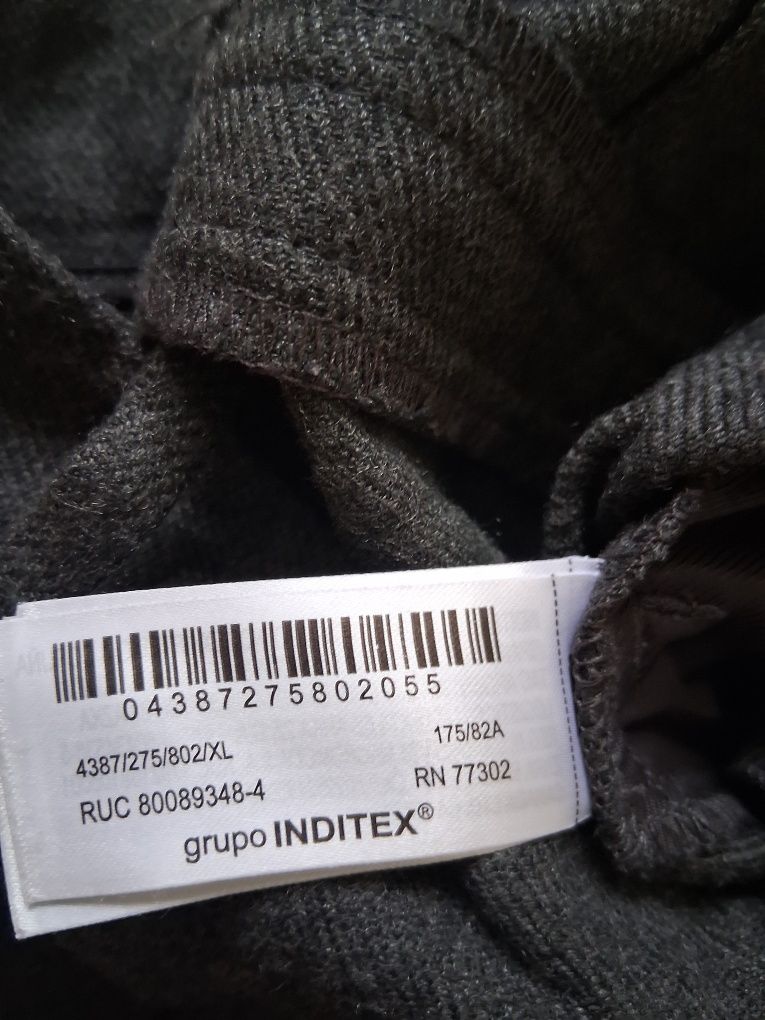 04387275802055
4387/275/802/XL 175/82A
RUC 80089348-4 RN 77302
grupo INDITEX®